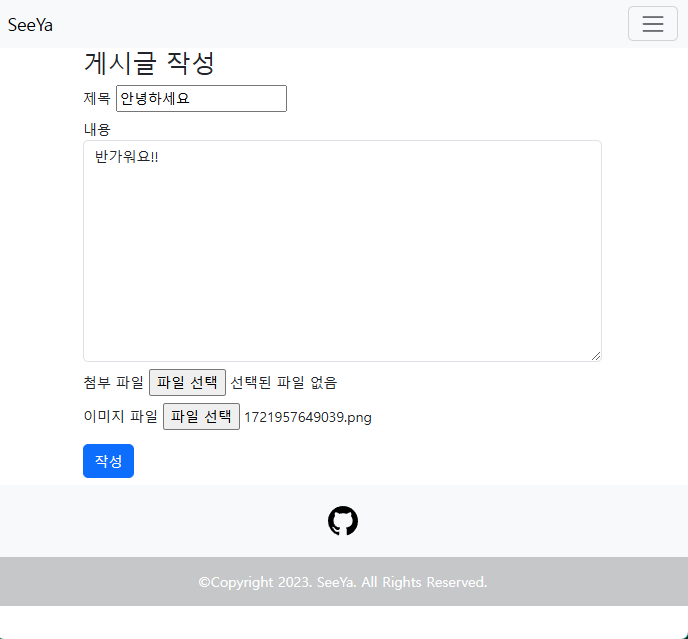 SeeYa
게시글 작성
제목 안녕하세요
내용
반가워요!!
첨부 파일 파일 선택 선택된 파일 없음
이미지 파일 파일 선택 1721957649039.png
작성
©Copyright 2023. SeeYa. All Rights Reserved.